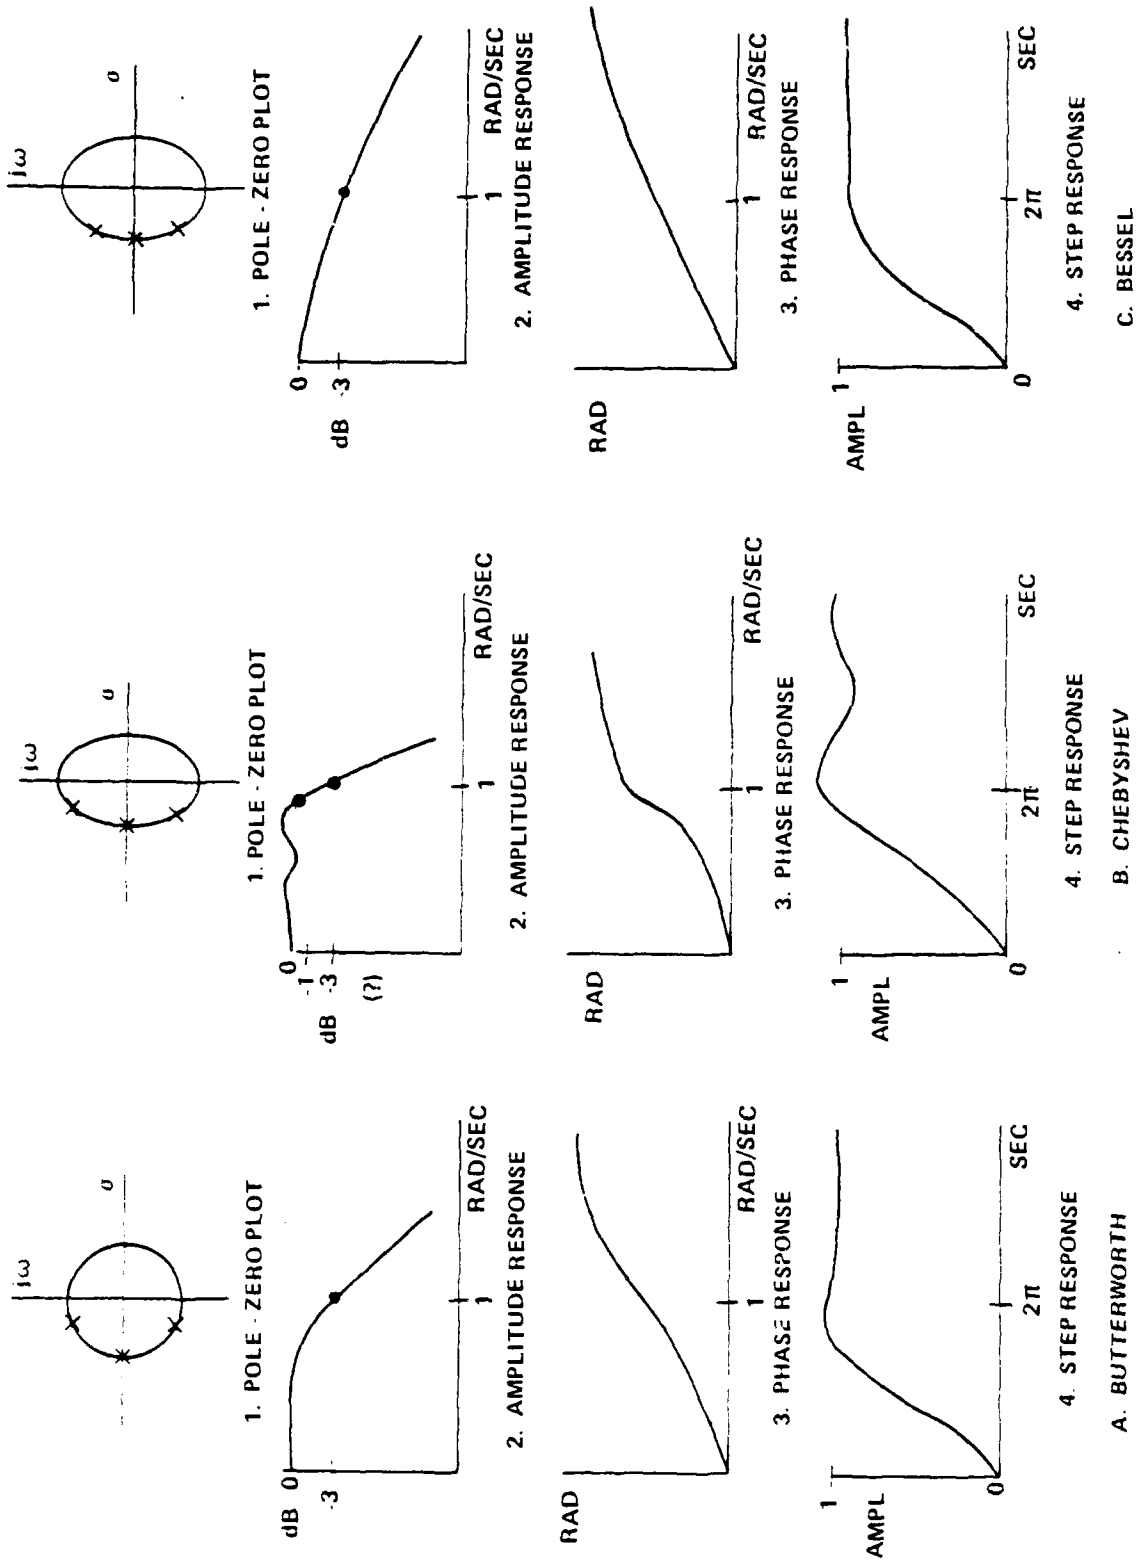 jω
σ
1. POLE - ZERO PLOT
dB
0
-3
1
RAD/SEC
2. AMPLITUDE RESPONSE
RAD
1
RAD/SEC
3. PHASE RESPONSE
AMPL
1
0
2π
SEC
4. STEP RESPONSE
A. BUTTERWORTH
jω
σ
1. POLE - ZERO PLOT
0
-1
dB -3
(?)
1
RAD/SEC
2. AMPLITUDE RESPONSE
RAD
1
RAD/SEC
3. PHASE RESPONSE
1
AMPL
0
2π
SEC
4. STEP RESPONSE
B. CHEBYSHEV
jω
σ
1. POLE - ZERO PLOT
0
dB -3
1
RAD/SEC
2. AMPLITUDE RESPONSE
RAD
1
RAD/SEC
3. PHASE RESPONSE
1
AMPL
0
2π
SEC
4. STEP RESPONSE
C. BESSEL